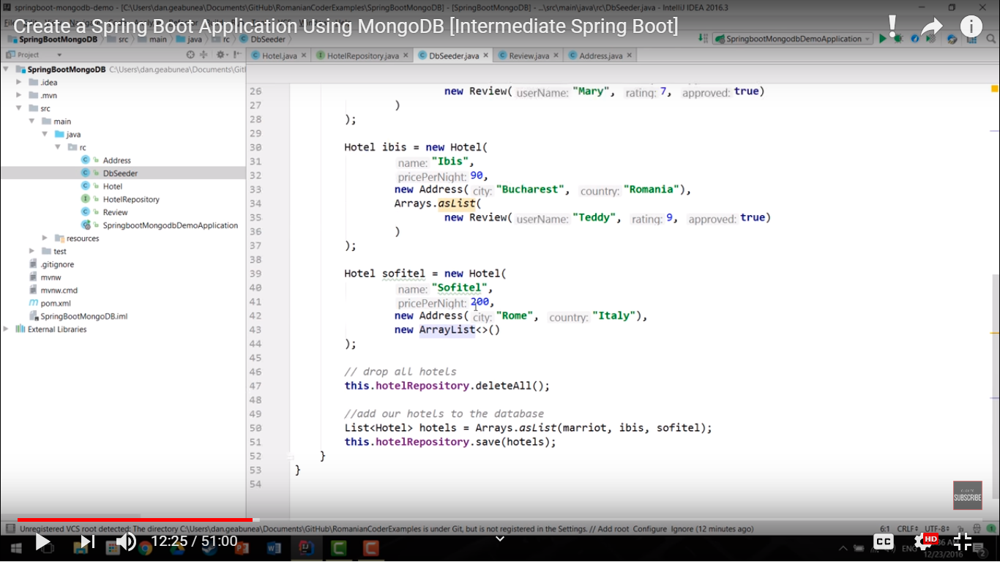 springboot-mongodb-demo - [C:\Users\dan.geabunea\Documents\GitHub\RomanianCoderExamples\SpringBootMongoDB] - [SpringBootMongoDB] - ...\src\main\java\rc\DbSeeder.java - IntelliJ IDEA 2016.3
Create a Spring Boot Application Using MongoDB [Intermediate Spring Boot]
SpringBootMongoDB src main java rc DbSeeder
SpringbootMongodbDemoApplication
Project
Hotel.java × HotelRepository.java × DbSeeder.java × Review.java × Address.java ×
SpringBootMongoDB C:\Users\dan.geabunea\Documents\Git
.idea
.mvn
src
main
java
rc
Address
DbSeeder
Hotel
HotelRepository
Review
SpringbootMongodbDemoApplication
resources
test
.gitignore
mvnw
mvnw.cmd
pom.xml
SpringBootMongoDB.iml
External Libraries
26 new Review( userName: "Mary", rating: 7, approved: true)
27 )
28 );
29
30 Hotel ibis = new Hotel(
31 name: "Ibis",
32 pricePerNight: 90,
33 new Address( city: "Bucharest", country: "Romania"),
34 Arrays.asList(
35 new Review( userName: "Teddy", rating: 9, approved: true)
36 )
37 );
38
39 Hotel sofitel = new Hotel(
40 name: "Sofitel",
41 pricePerNight: 200,
42 new Address( city: "Rome", country: "Italy"),
43 new ArrayList<>()
44 );
45
46 // drop all hotels
47 this.hotelRepository.deleteAll();
48
49 //add our hotels to the database
50 List<Hotel> hotels = Arrays.asList(marriot, ibis, sofitel);
51 this.hotelRepository.save(hotels);
52 }
53 }
54
SUBSCRIBE
Unregistered VCS root detected: The directory C:\Users\dan.geabunea\Documents\GitHub\RomanianCoderExamples is under Git, but is not registered in the Settings. // Add root Configure Ignore (12 minutes ago) 6:1 CRLF UTF-8
12:25 / 51:00
CC
HD
ENG
AM
12/23/2016